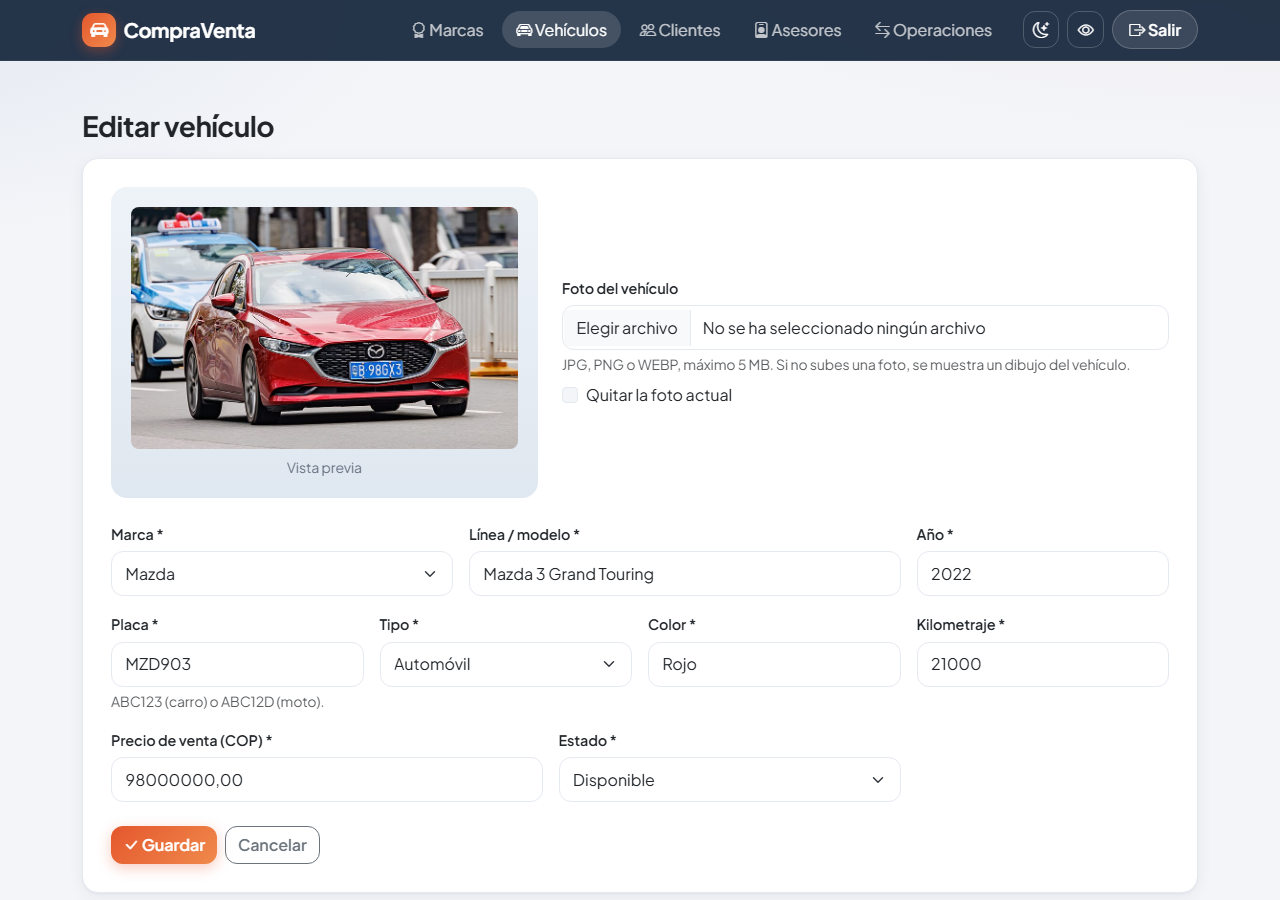 CompraVenta
Marcas
Vehículos
Clientes
Asesores
Operaciones
Salir
Editar vehículo
B·98GX3
Vista previa
Foto del vehículo
Elegir archivo
No se ha seleccionado ningún archivo
JPG, PNG o WEBP, máximo 5 MB. Si no subes una foto, se muestra un dibujo del vehículo.
Quitar la foto actual
Marca *
Línea / modelo *
Año *
Mazda
Mazda 3 Grand Touring
2022
Placa *
Tipo *
Color *
Kilometraje *
MZD903
Automóvil
Rojo
21000
ABC123 (carro) o ABC12D (moto).
Precio de venta (COP) *
Estado *
98000000,00
Disponible
Guardar
Cancelar